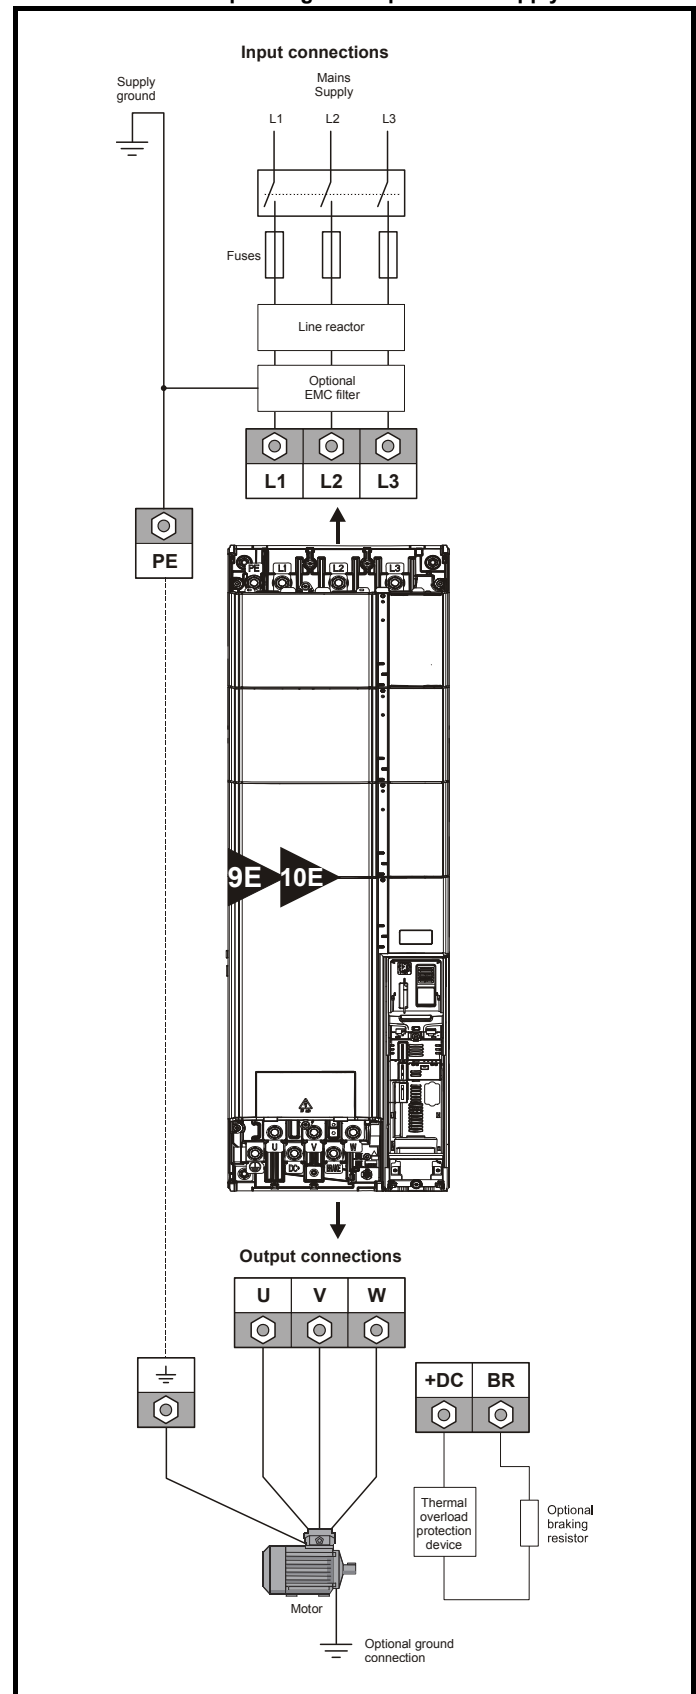 Input connections
Supply
ground
Mains
Supply
L1 L2 L3
Fuses
Line reactor
Optional
EMC filter
L1 L2 L3
PE
PE L1 L2 L3
9E 10E
U V W
BRAKE
Output connections
U V W
+DC BR
Thermal
overload
protection
device
Optional
braking
resistor
Motor
Optional ground
connection